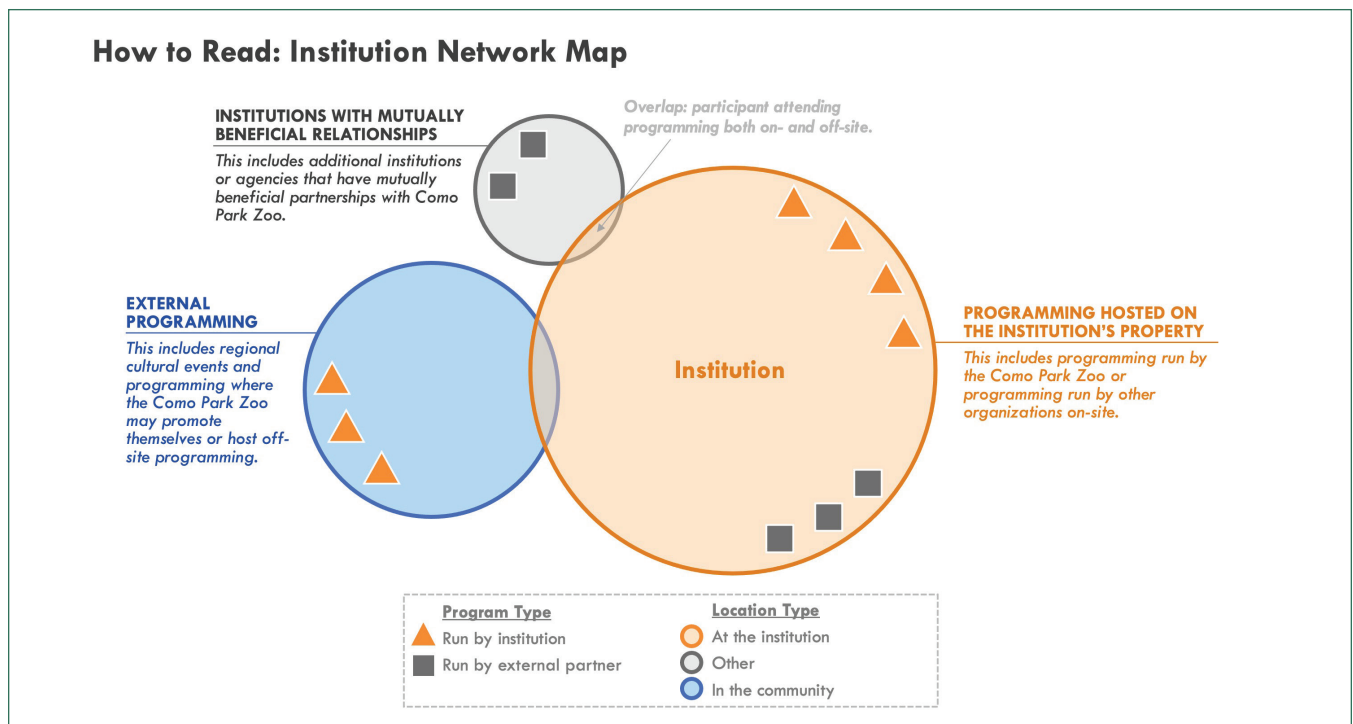 How to Read: Institution Network Map
INSTITUTIONS WITH MUTUALLY
BENEFICIAL RELATIONSHIPS
This includes additional institutions
or agencies that have mutually
beneficial partnerships with Como
Park Zoo.
Overlap: participant attending
programming both on- and off-site.
EXTERNAL
PROGRAMMING
This includes regional
cultural events and
programming where
the Como Park Zoo
may promote
themselves or host off-
site programming.
Institution
PROGRAMMING HOSTED ON
THE INSTITUTION'S PROPERTY
This includes programming run by
the Como Park Zoo or
programming run by other
organizations on-site.
Program Type
Run by institution
Run by external partner
Location Type
At the institution
Other
In the community